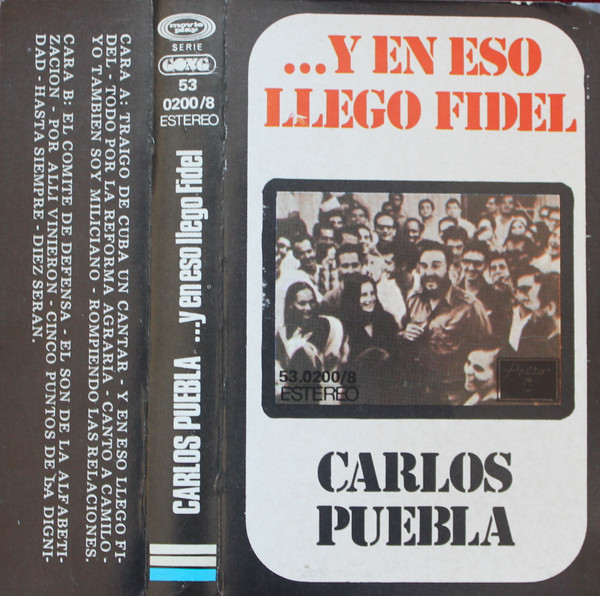 CARA A: TRAIGO DE CUBA UN CANTAR - Y EN ESO LLEGO FI-
DEL - TODO POR LA REFORMA AGRARIA - CANTO A CAMILO -
YO TAMBIEN SOY MILICIANO - ROMPIENDO LAS RELACIONES.
CARA B: EL COMITE DE DEFENSA - EL SON DE LA ALFABETI-
ZACION - POR ALLI VINIERON - CINCO PUNTOS DE LA DIGNI-
DAD - HASTA SIEMPRE - DIEZ SERAN.
movie
play
SERIE
GONG
53
0200/8
ESTEREO
CARLOS PUEBLA ...y en eso llego Fidel
...Y EN ESO
LLEGO FIDEL
53.0200/8
ESTEREO
CARLOS
PUEBLA